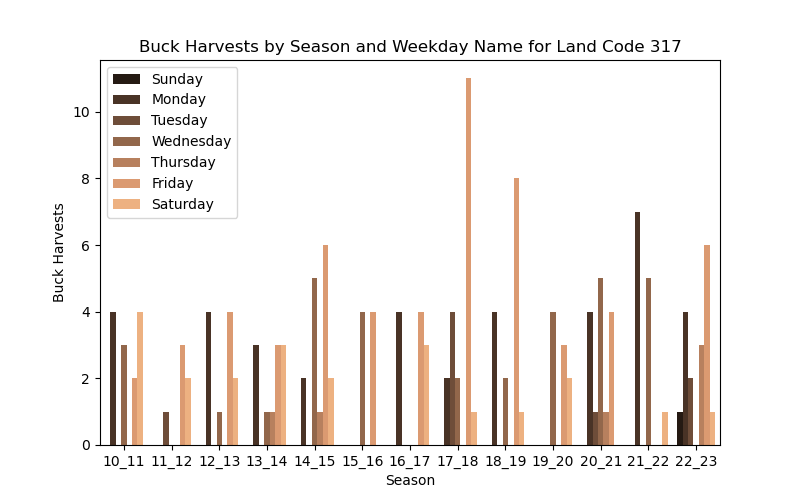 Buck Harvests by Season and Weekday Name for Land Code 317
Sunday
Monday
Tuesday
Wednesday
Thursday
Friday
Saturday
10
8
6
4
2
0
Buck Harvests
10_11 11_12 12_13 13_14 14_15 15_16 16_17 17_18 18_19 19_20 20_21 21_22 22_23
Season